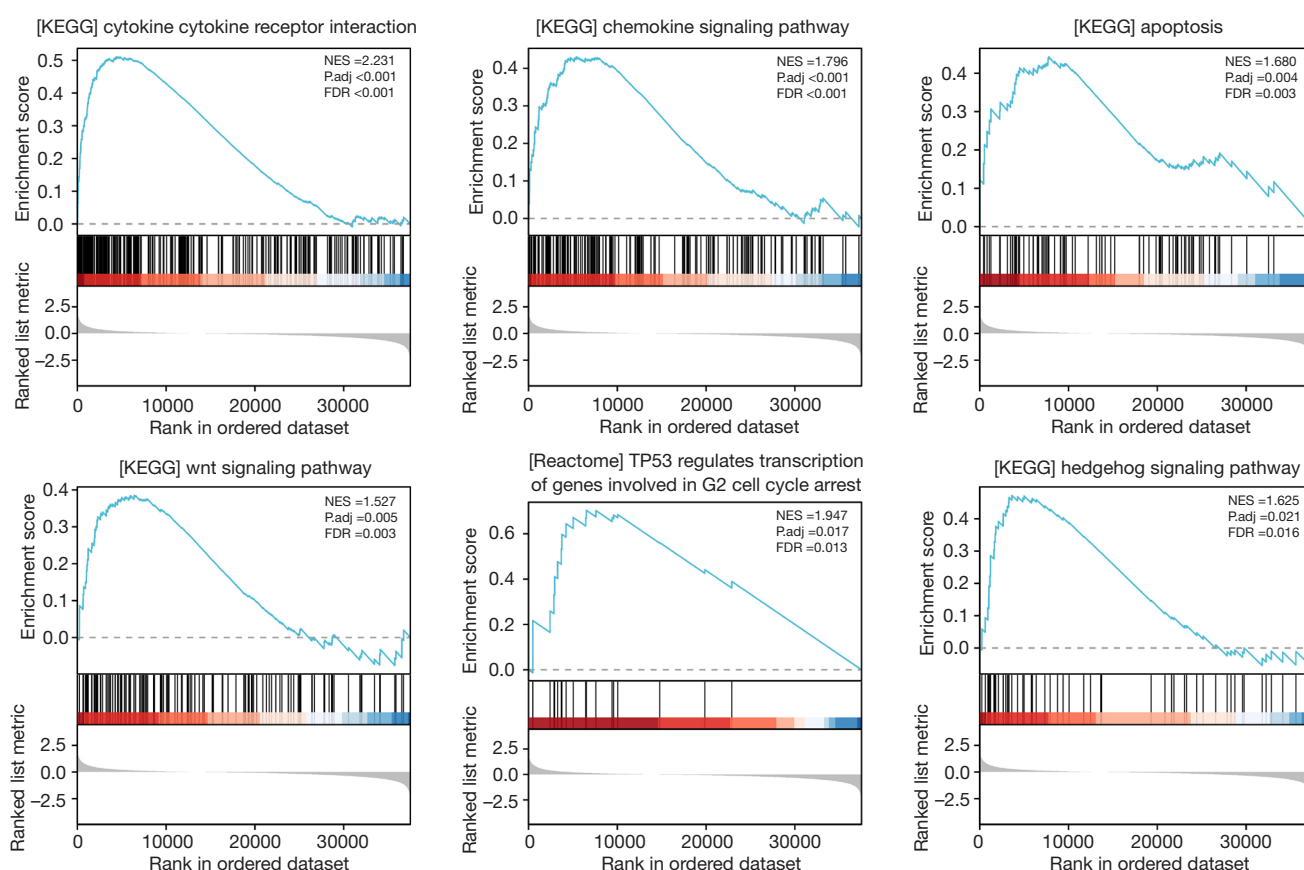 [KEGG] cytokine cytokine receptor interaction
NES =2.231
P.adj <0.001
FDR <0.001
Enrichment score
0.5
0.4
0.3
0.2
0.1
0.0
Ranked list metric
2.5
0.0
−2.5
0 10000 20000 30000
Rank in ordered dataset
[KEGG] chemokine signaling pathway
NES =1.796
P.adj <0.001
FDR <0.001
Enrichment score
0.4
0.2
0.0
Ranked list metric
2.5
0.0
−2.5
0 10000 20000 30000
Rank in ordered dataset
[KEGG] apoptosis
NES =1.680
P.adj =0.004
FDR =0.003
Enrichment score
0.4
0.3
0.2
0.1
0.0
Ranked list metric
2.5
0.0
−2.5
0 10000 20000 30000
Rank in ordered dataset
[KEGG] wnt signaling pathway
NES =1.527
P.adj =0.005
FDR =0.003
Enrichment score
0.4
0.3
0.2
0.1
0.0
Ranked list metric
2.5
0.0
−2.5
0 10000 20000 30000
Rank in ordered dataset
[Reactome] TP53 regulates transcription
of genes involved in G2 cell cycle arrest
NES =1.947
P.adj =0.017
FDR =0.013
Enrichment score
0.6
0.4
0.2
0.0
Ranked list metric
2.5
0.0
−2.5
0 10000 20000 30000
Rank in ordered dataset
[KEGG] hedgehog signaling pathway
NES =1.625
P.adj =0.021
FDR =0.016
Enrichment score
0.4
0.3
0.2
0.1
0.0
Ranked list metric
2.5
0.0
−2.5
0 10000 20000 30000
Rank in ordered dataset